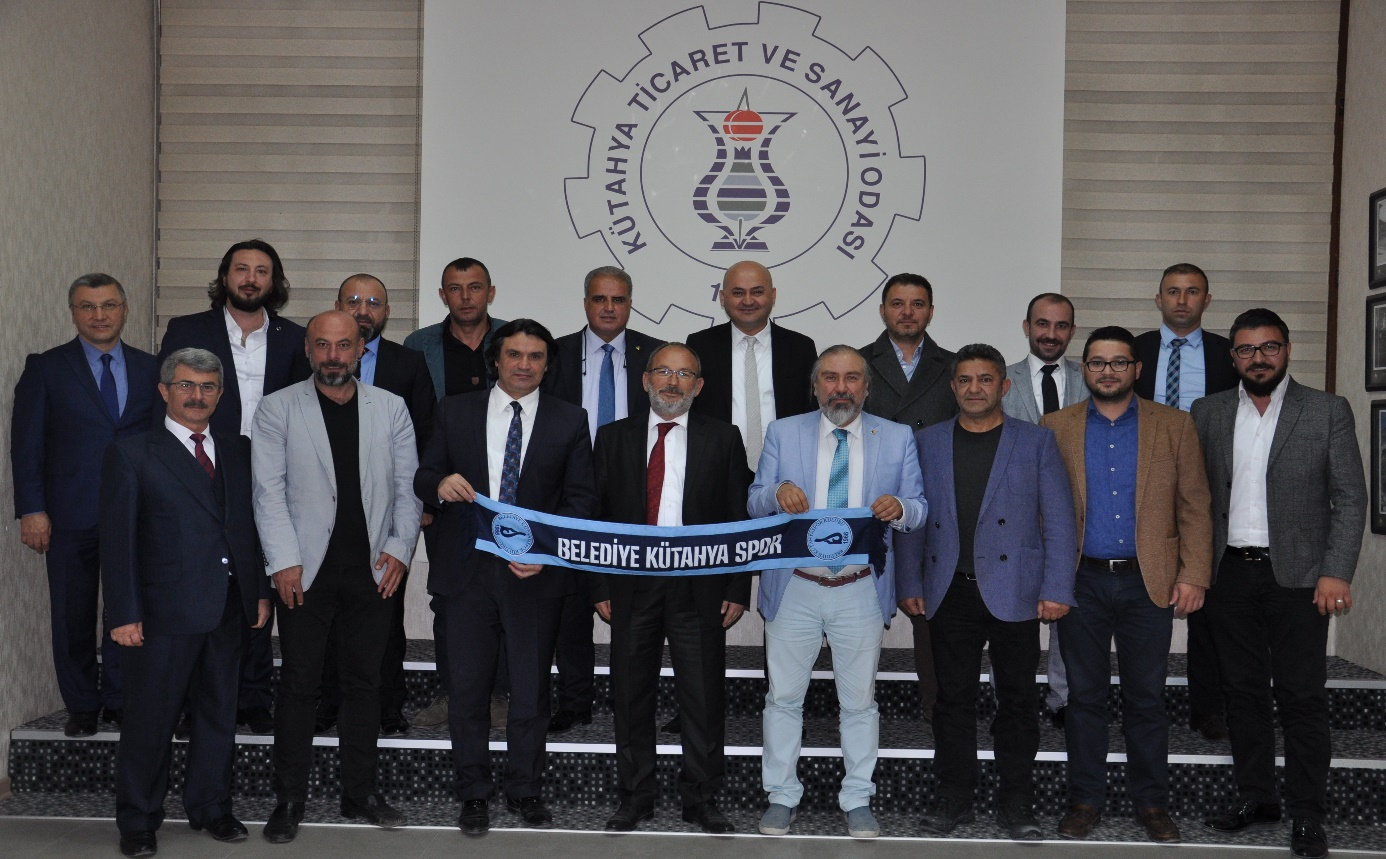 KÜTAHYA TİCARET VE SANAYİ ODASI
BELEDİYE KÜTAHYA SPOR